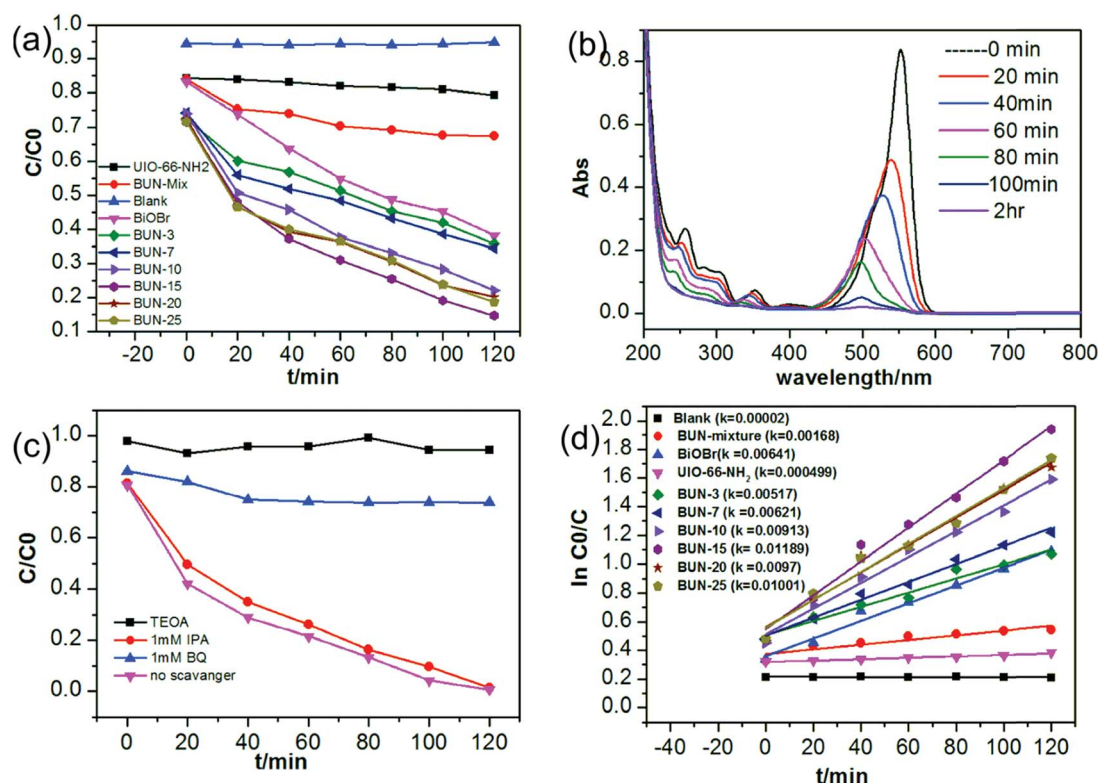 (a)
C/C0
1.0
0.9
0.8
0.7
0.6
0.5
0.4
0.3
0.2
0.1
UIO-66-NH2
BUN-Mix
Blank
BiOBr
BUN-3
BUN-7
BUN-10
BUN-15
BUN-20
BUN-25
-20 0 20 40 60 80 100 120
t/min
(b)
Abs
0.8
0.4
0.0
0 min
20 min
40min
60 min
80 min
100min
2hr
200 300 400 500 600 700 800
wavelength/nm
(c)
C/C0
1.0
0.8
0.6
0.4
0.2
0.0
TEOA
1mM IPA
1mM BQ
no scavanger
0 20 40 60 80 100 120
t/min
(d)
ln C0/C
2.0
1.8
1.6
1.4
1.2
1.0
0.8
0.6
0.4
0.2
0.0
Blank (k=0.00002)
BUN-mixture (k=0.00168)
BiOBr(k =0.00641)
UIO-66-NH2 (k=0.000499)
BUN-3 (k=0.00517)
BUN-7 (k=0.00621)
BUN-10 (k=0.00913)
BUN-15 (k= 0.01189)
BUN-20 (k=0.0097)
BUN-25 (k=0.01001)
-40 -20 0 20 40 60 80 100 120
t/min